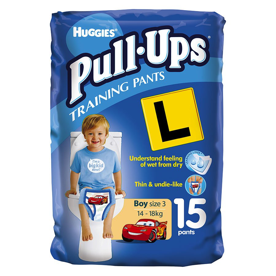 HUGGIES
Pull·Ups
TRAINING PANTS
L
Understand feeling
of wet from dry
Thin & undie-like
Boy size 3
14 - 18kg
15
pants